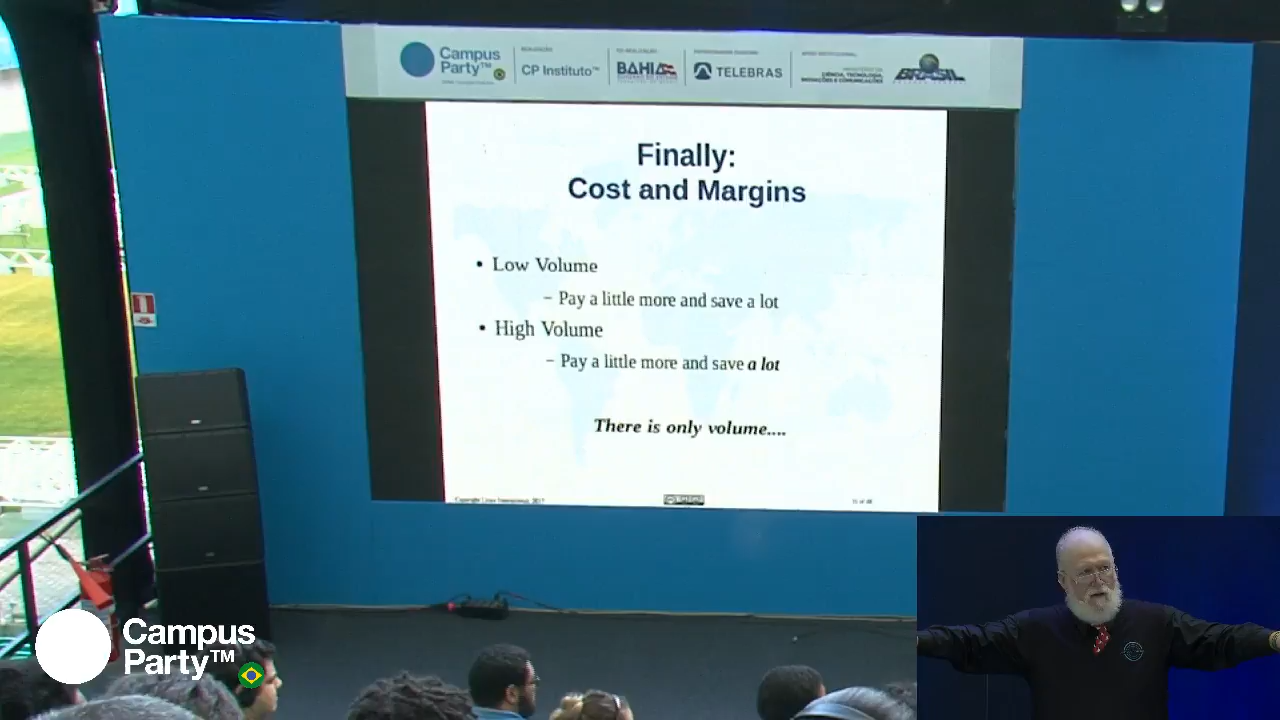 Campus
Party™
CP Instituto™
BAHIA
TELEBRAS
BRASIL
Finally:
Cost and Margins
• Low Volume
– Pay a little more and save a lot
• High Volume
– Pay a little more and save a lot
There is only volume....
Campus
Party™